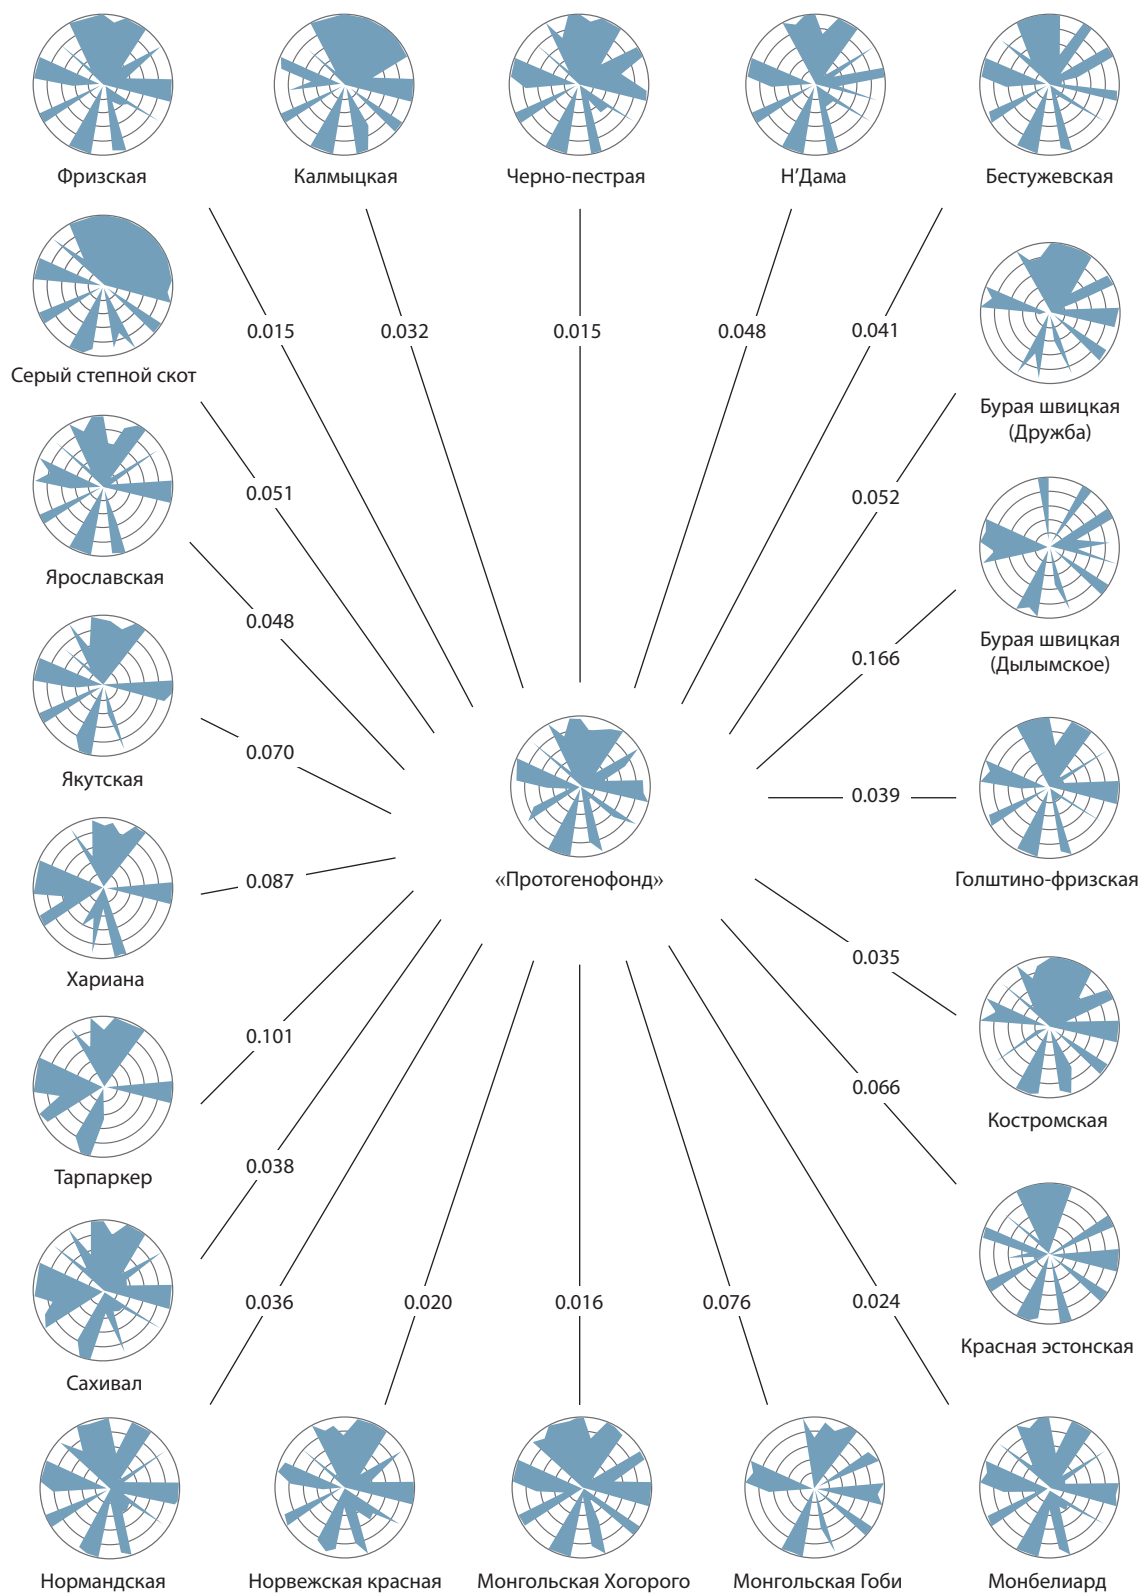 Фризская
Калмыцкая
Черно-пестрая
Н'Дама
Бестужевская
Серый степной скот
0.015
0.032
0.015
0.048
0.041
Бурая швицкая
(Дружба)
0.051
0.052
Ярославская
0.048
0.166
Бурая швицкая
(Дылымское)
Якутская
0.070
0.039
«Протогенофонд»
Голштино-фризская
0.087
Хариана
0.035
0.101
0.066
Костромская
Тарпаркер
0.038
Сахивал
0.036
0.020
0.016
0.076
0.024
Красная эстонская
Нормандская
Норвежская красная
Монгольская Хогорого
Монгольская Гоби
Монбелиард